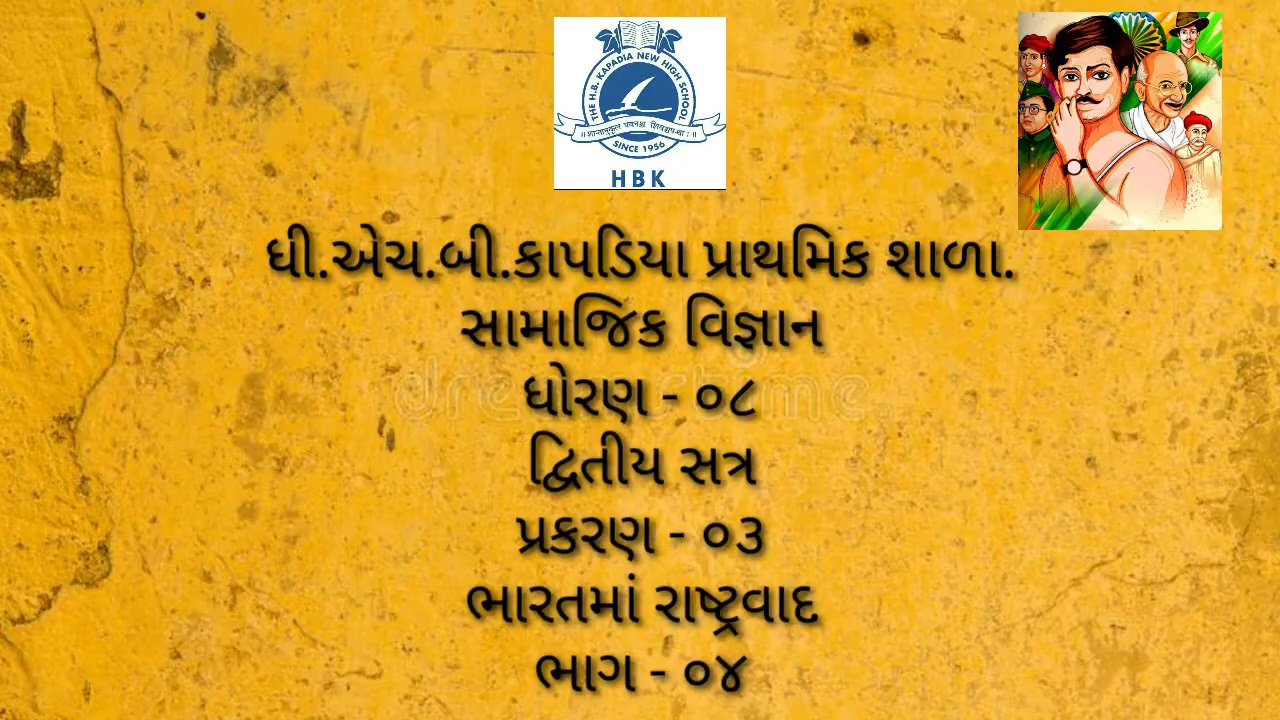 THE H.B. KAPADIA NEW HIGH SCHOOL
SINCE 1956
HBK
ધી.એચ.બી.કાપડિયા પ્રાથમિક શાળા.
સામાજિક વિજ્ઞાન
ધોરણ - ૦૮
દ્વિતીય સત્ર
પ્રકરણ - ૦૩
ભારતમાં રાષ્ટ્રવાદ
ભાગ - ૦૪